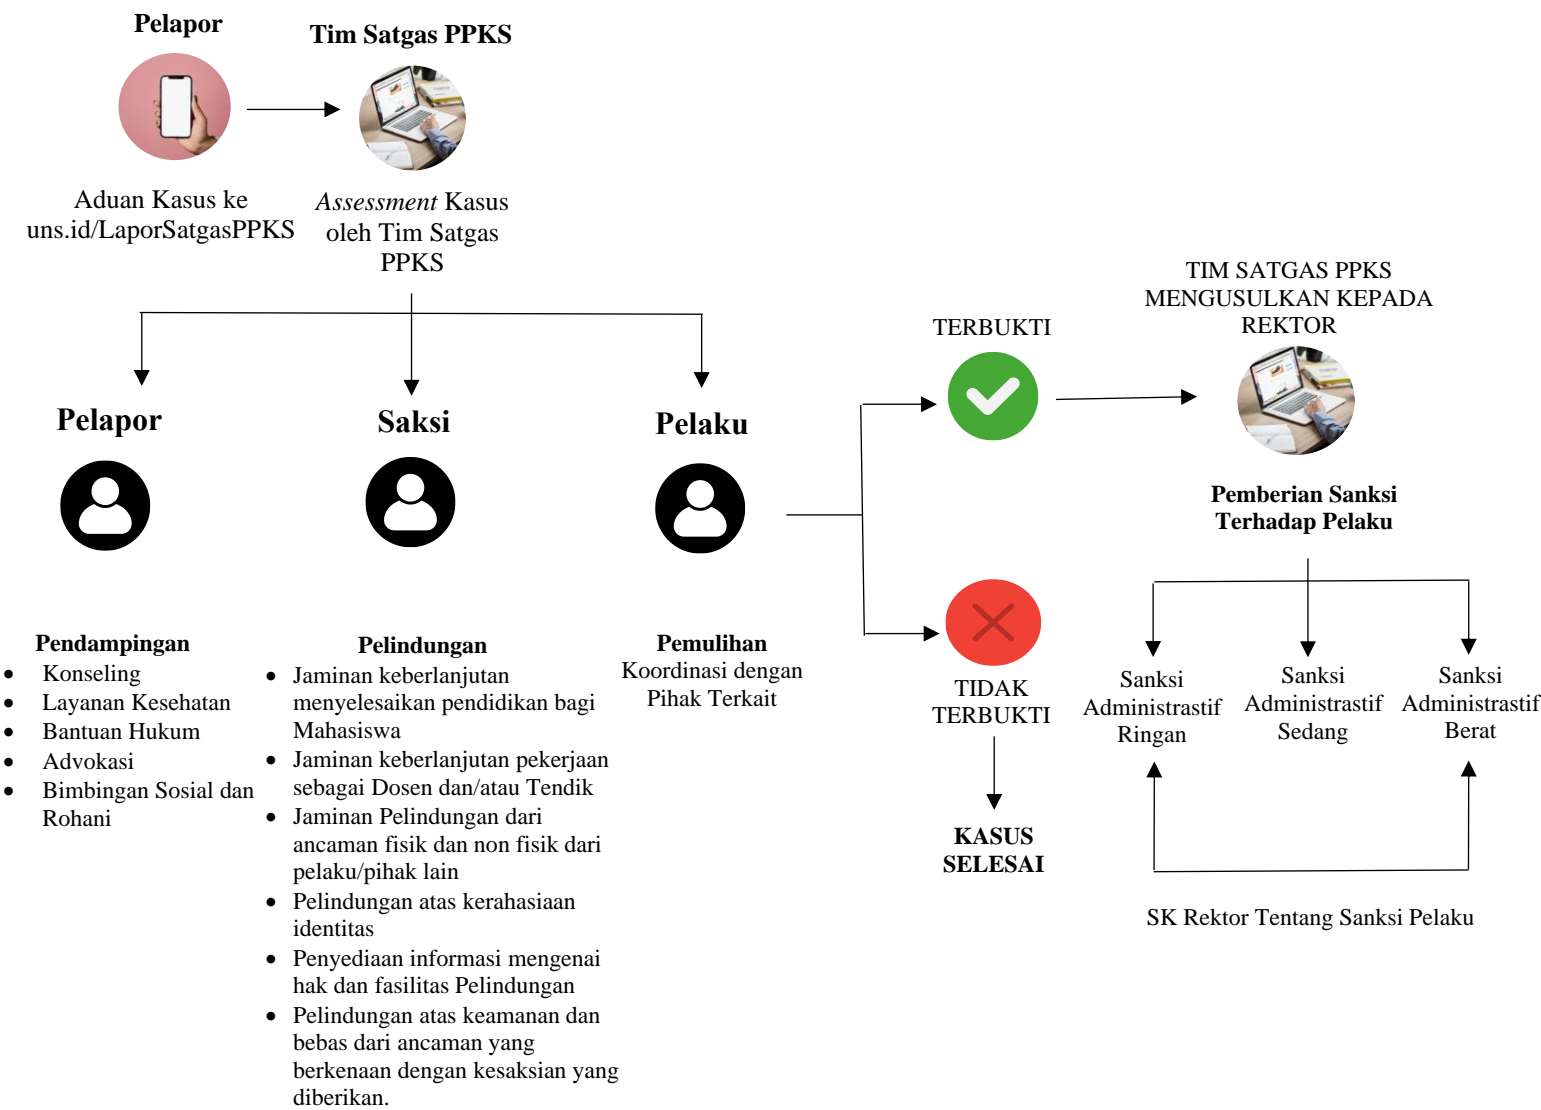 Pelapor
Tim Satgas PPKS
Aduan Kasus ke
uns.id/LaporSatgasPPKS
Assessment Kasus
oleh Tim Satgas
PPKS
Pelapor
Saksi
Pelaku
Pendampingan
• Konseling
• Layanan Kesehatan
• Bantuan Hukum
• Advokasi
• Bimbingan Sosial dan
Rohani
Pelindungan
• Jaminan keberlanjutan
menyelesaikan pendidikan bagi
Mahasiswa
• Jaminan keberlanjutan pekerjaan
sebagai Dosen dan/atau Tendik
• Jaminan Pelindungan dari
ancaman fisik dan non fisik dari
pelaku/pihak lain
• Pelindungan atas kerahasiaan
identitas
• Penyediaan informasi mengenai
hak dan fasilitas Pelindungan
• Pelindungan atas keamanan dan
bebas dari ancaman yang
berkenaan dengan kesaksian yang
diberikan.
Pemulihan
Koordinasi dengan
Pihak Terkait
TERBUKTI
TIDAK
TERBUKTI
KASUS
SELESAI
TIM SATGAS PPKS
MENGUSULKAN KEPADA
REKTOR
Pemberian Sanksi
Terhadap Pelaku
Sanksi
Administrastif
Ringan
Sanksi
Administrastif
Sedang
Sanksi
Administrastif
Berat
SK Rektor Tentang Sanksi Pelaku